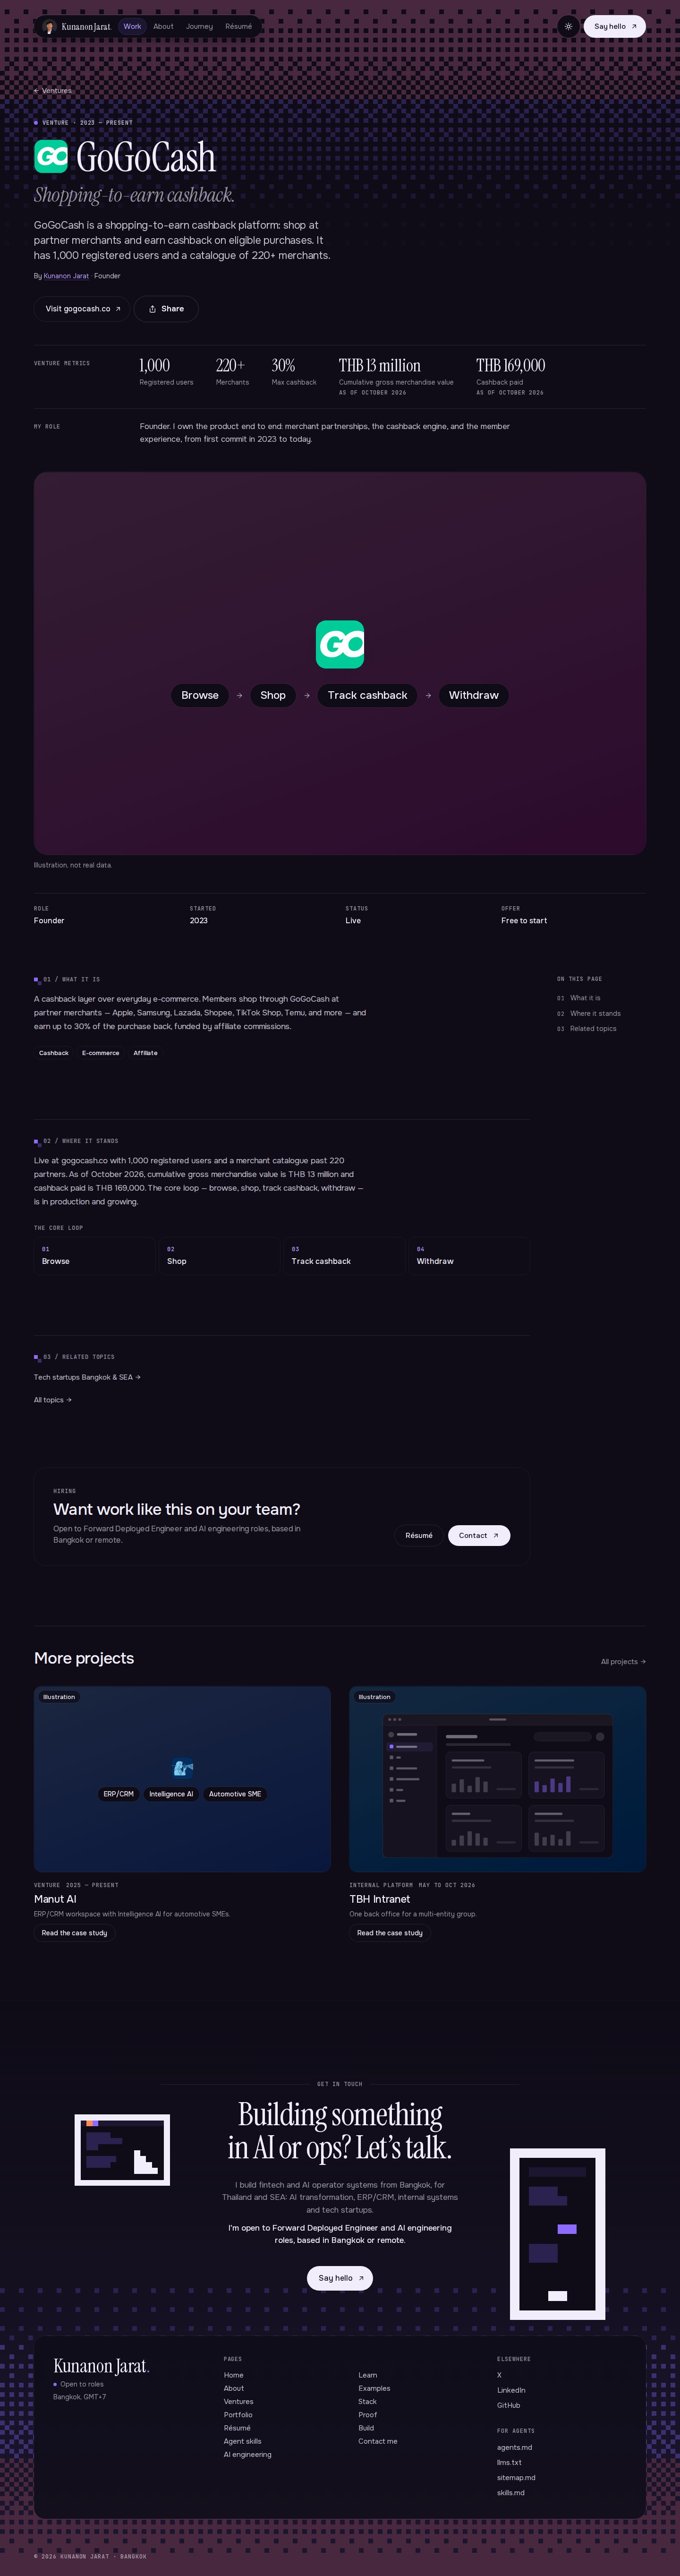 Kunanon Jarat
Work
About
Journey
Résumé
Say hello ↗
← Ventures
VENTURE · 2023 — PRESENT
GO
GoGoCash
Shopping-to-earn cashback.
GoGoCash is a shopping-to-earn cashback platform: shop at
partner merchants and earn cashback on eligible purchases. It
has 1,000 registered users and a catalogue of 220+ merchants.
By Kunanon Jarat · Founder
Visit gogocash.co ↗
Share
VENTURE METRICS
1,000
Registered users
220+
Merchants
30%
Max cashback
THB 13 million
Cumulative gross merchandise value
AS OF OCTOBER 2026
THB 169,000
Cashback paid
AS OF OCTOBER 2026
MY ROLE
Founder. I own the product end to end: merchant partnerships, the cashback engine, and the member
experience, from first commit in 2023 to today.
GO
Browse → Shop → Track cashback → Withdraw
Illustration, not real data.
ROLE
Founder
STARTED
2023
STATUS
Live
OFFER
Free to start
01 / WHAT IT IS
A cashback layer over everyday e-commerce. Members shop through GoGoCash at
partner merchants — Apple, Samsung, Lazada, Shopee, TikTok Shop, Temu, and more — and
earn up to 30% of the purchase back, funded by affiliate commissions.
Cashback
E-commerce
Affiliate
ON THIS PAGE
01 What it is
02 Where it stands
03 Related topics
02 / WHERE IT STANDS
Live at gogocash.co with 1,000 registered users and a merchant catalogue past 220
partners. As of October 2026, cumulative gross merchandise value is THB 13 million and
cashback paid is THB 169,000. The core loop — browse, shop, track cashback, withdraw —
is in production and growing.
THE CORE LOOP
01
Browse
02
Shop
03
Track cashback
04
Withdraw
03 / RELATED TOPICS
Tech startups Bangkok & SEA →
All topics →
HIRING
Want work like this on your team?
Open to Forward Deployed Engineer and AI engineering roles, based in
Bangkok or remote.
Résumé
Contact ↗
More projects
All projects →
Illustration
ERP/CRM
Intelligence AI
Automotive SME
VENTURE 2025 — PRESENT
Manut AI
ERP/CRM workspace with Intelligence AI for automotive SMEs.
Read the case study
Illustration
INTERNAL PLATFORM MAY TO OCT 2026
TBH Intranet
One back office for a multi-entity group.
Read the case study
GET IN TOUCH
Building something
in AI or ops? Let's talk.
I build fintech and AI operator systems from Bangkok, for
Thailand and SEA: AI transformation, ERP/CRM, internal systems
and tech startups.
I'm open to Forward Deployed Engineer and AI engineering
roles, based in Bangkok or remote.
Say hello ↗
Kunanon Jarat.
Open to roles
Bangkok, GMT+7
PAGES
Home
About
Ventures
Portfolio
Résumé
Agent skills
AI engineering
Learn
Examples
Stack
Proof
Build
Contact me
ELSEWHERE
X
LinkedIn
GitHub
FOR AGENTS
agents.md
llms.txt
sitemap.md
skills.md
© 2026 KUNANON JARAT · BANGKOK